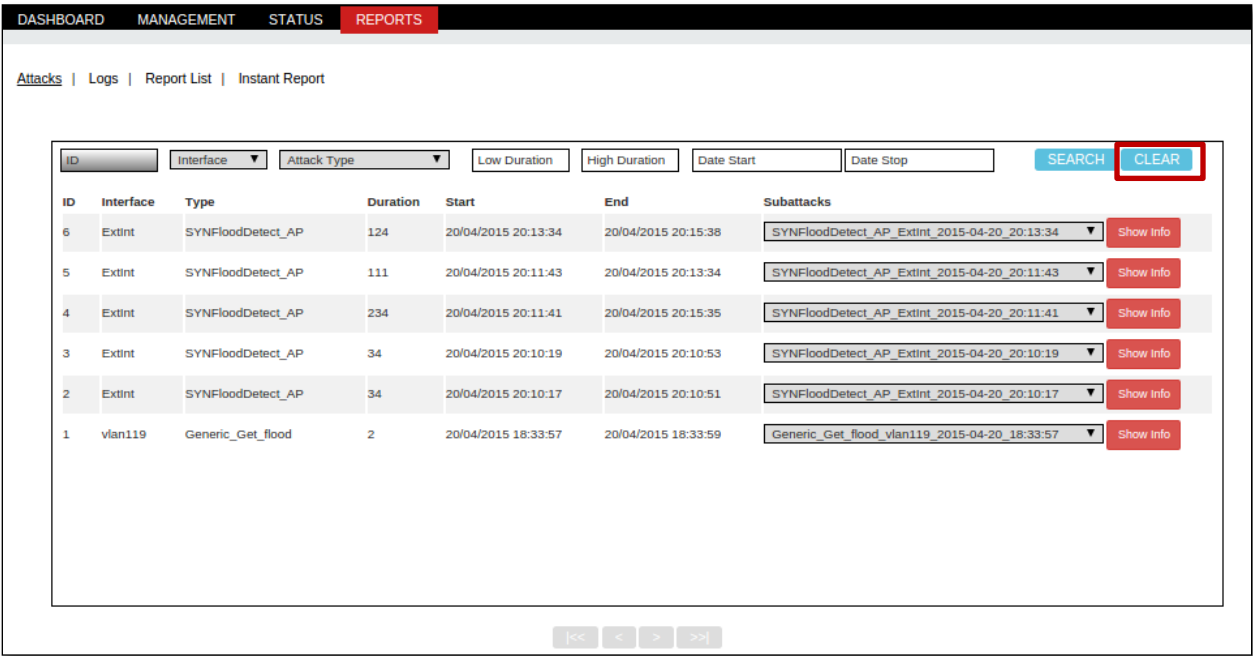 DASHBOARD MANAGEMENT STATUS REPORTS
Attacks | Logs | Report List | Instant Report
ID Interface ▼ Attack Type ▼ Low Duration High Duration Date Start Date Stop SEARCH CLEAR
ID Interface Type Duration Start End Subattacks
6 ExtInt SYNFloodDetect_AP 124 20/04/2015 20:13:34 20/04/2015 20:15:38 SYNFloodDetect_AP_ExtInt_2015-04-20_20:13:34 ▼ Show Info
5 ExtInt SYNFloodDetect_AP 111 20/04/2015 20:11:43 20/04/2015 20:13:34 SYNFloodDetect_AP_ExtInt_2015-04-20_20:11:43 ▼ Show Info
4 ExtInt SYNFloodDetect_AP 234 20/04/2015 20:11:41 20/04/2015 20:15:35 SYNFloodDetect_AP_ExtInt_2015-04-20_20:11:41 ▼ Show Info
3 ExtInt SYNFloodDetect_AP 34 20/04/2015 20:10:19 20/04/2015 20:10:53 SYNFloodDetect_AP_ExtInt_2015-04-20_20:10:19 ▼ Show Info
2 ExtInt SYNFloodDetect_AP 34 20/04/2015 20:10:17 20/04/2015 20:10:51 SYNFloodDetect_AP_ExtInt_2015-04-20_20:10:17 ▼ Show Info
1 vlan119 Generic_Get_flood 2 20/04/2015 18:33:57 20/04/2015 18:33:59 Generic_Get_flood_vlan119_2015-04-20_18:33:57 ▼ Show Info
|<< < > >>|